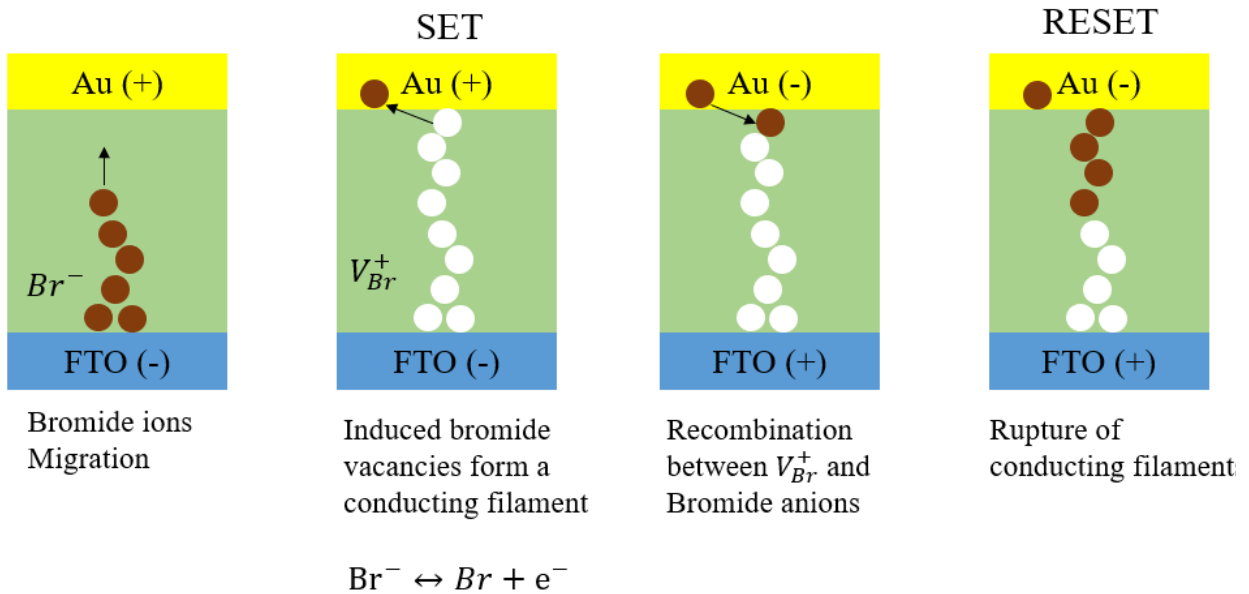 SET
RESET
Au (+)
Au (+)
Au (-)
Au (-)
Br⁻
V⁺Br
FTO (-)
FTO (-)
FTO (+)
FTO (+)
Bromide ions
Migration
Induced bromide
vacancies form a
conducting filament
Recombination
between V⁺Br and
Bromide anions
Rupture of
conducting filaments
Br⁻ ↔ Br + e⁻